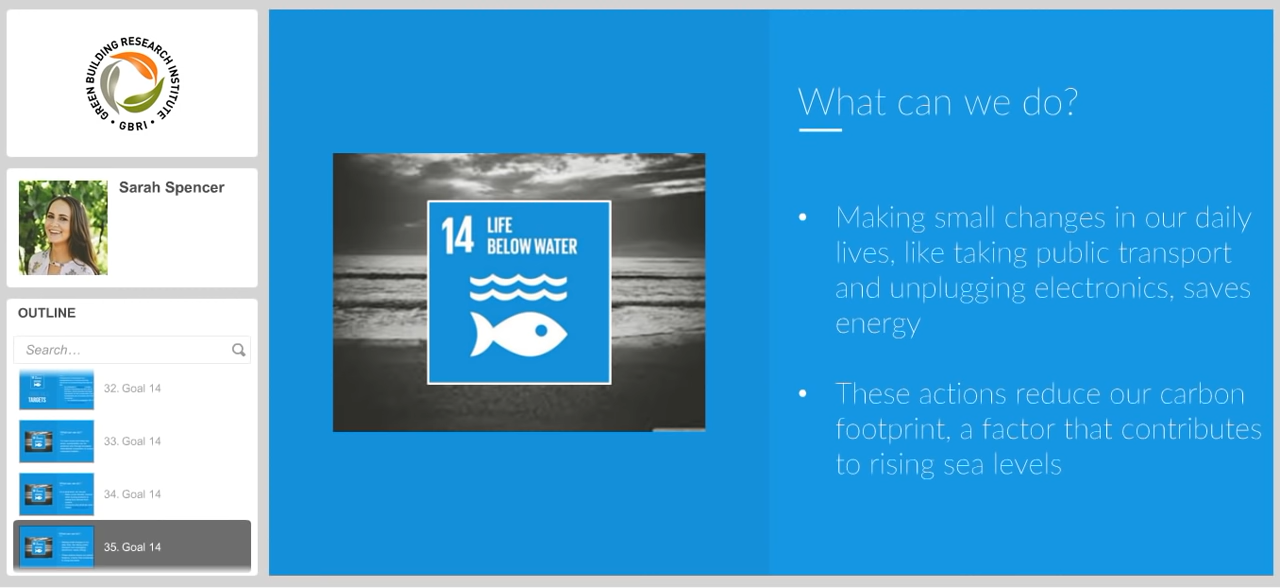 GREEN BUILDING RESEARCH INSTITUTE
• GBRI •
Sarah Spencer
OUTLINE
Search...
32. Goal 14
33. Goal 14
34. Goal 14
35. Goal 14
TARGETS
14 LIFE
BELOW WATER
What can we do?
• Making small changes in our daily
lives, like taking public transport
and unplugging electronics, saves
energy
• These actions reduce our carbon
footprint, a factor that contributes
to rising sea levels